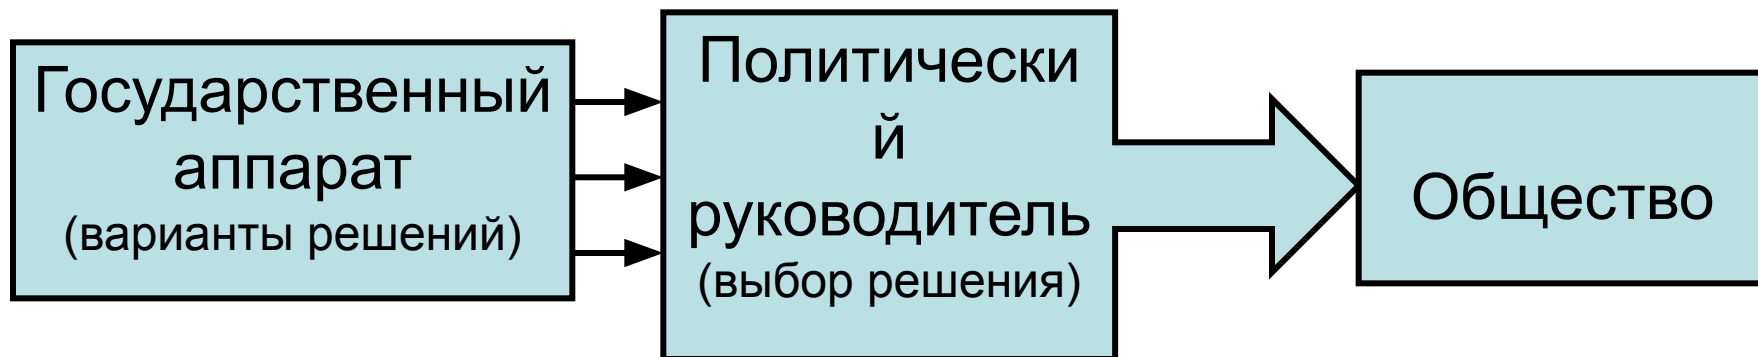 Государственный
аппарат
(варианты решений)
Политически
й
руководитель
(выбор решения)
Общество